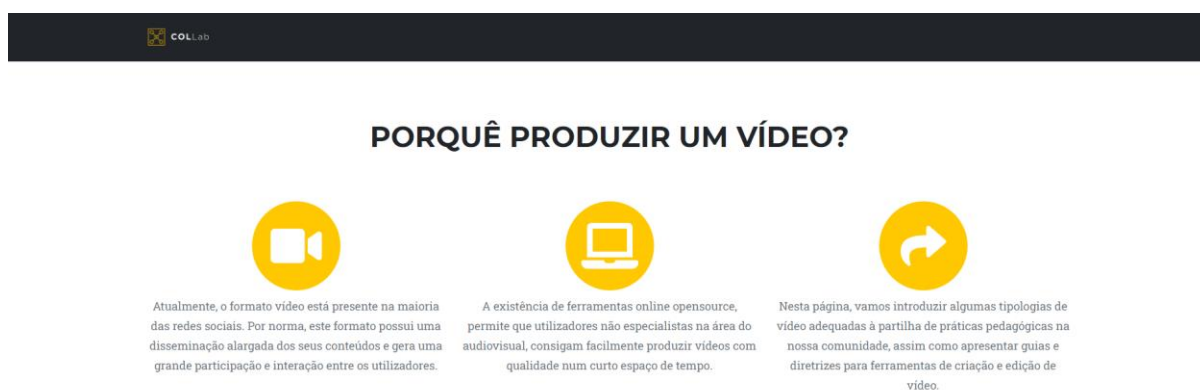 COLLab
PORQUÊ PRODUZIR UM VÍDEO?
Atualmente, o formato vídeo está presente na maioria
das redes sociais. Por norma, este formato possui uma
disseminação alargada dos seus conteúdos e gera uma
grande participação e interação entre os utilizadores.
A existência de ferramentas online opensource,
permite que utilizadores não especialistas na área do
audiovisual, consigam facilmente produzir vídeos com
qualidade num curto espaço de tempo.
Nesta página, vamos introduzir algumas tipologias de
vídeo adequadas à partilha de práticas pedagógicas na
nossa comunidade, assim como apresentar guias e
diretrizes para ferramentas de criação e edição de
vídeo.